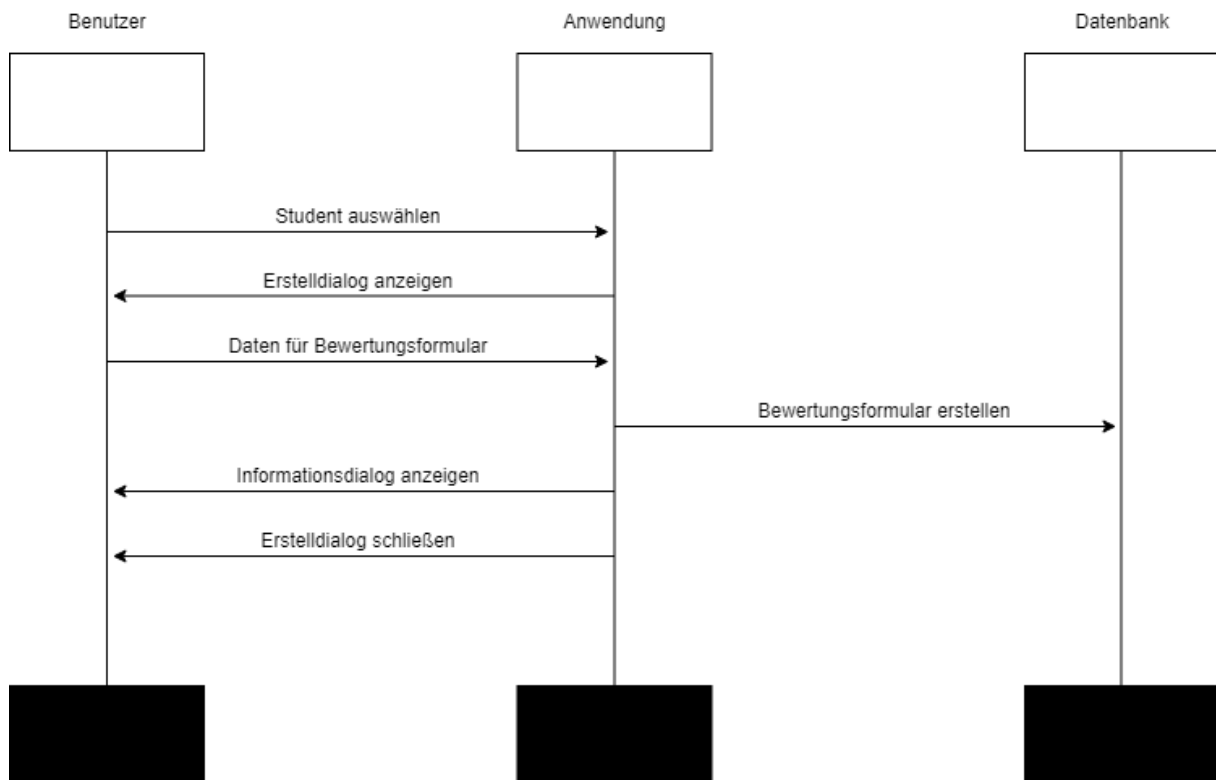 Benutzer
Anwendung
Datenbank
Student auswählen
Erstelldialog anzeigen
Daten für Bewertungsformular
Bewertungsformular erstellen
Informationsdialog anzeigen
Erstelldialog schließen